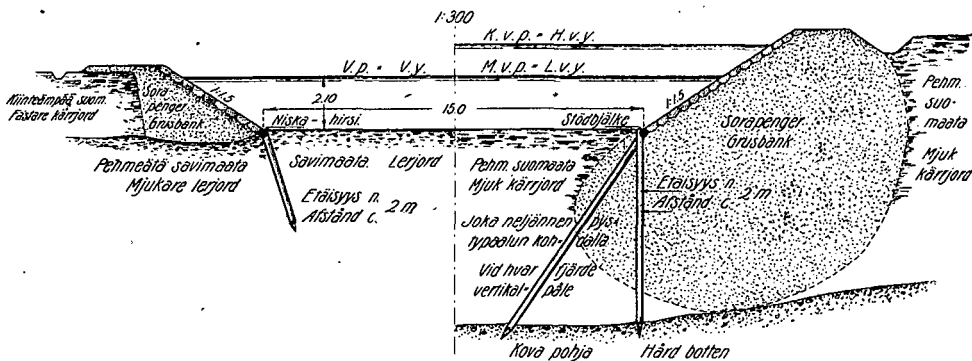 1:300
K.v.p. = H.v.y.
V.p. = V.y.
M.v.p. = L.v.y.
Kiinteämpää suom.
Fastare kärrjord
Sora
penger
Grusbank
1:1.5
2.10
15.0
Niska-hirsi.
Stödbjälke
1:1.5
Sorapenger
Grusbank
Pehm.
suo-
maata
Mjuk
kärrjord
Pehmeätä savimaata
Mjukare lerjord
Savimaata.
Lerjord
Pehm. suomaata
Mjuk kärrjord
Etäisyys n.
Afstånd c. 2 m
Etäisyys n.
Afstånd c. 2 m
Joka neljännen pys-
typaalun kohdalla
Vid hvar fjärde
vertikal-påle
Kova pohja
Hård botten